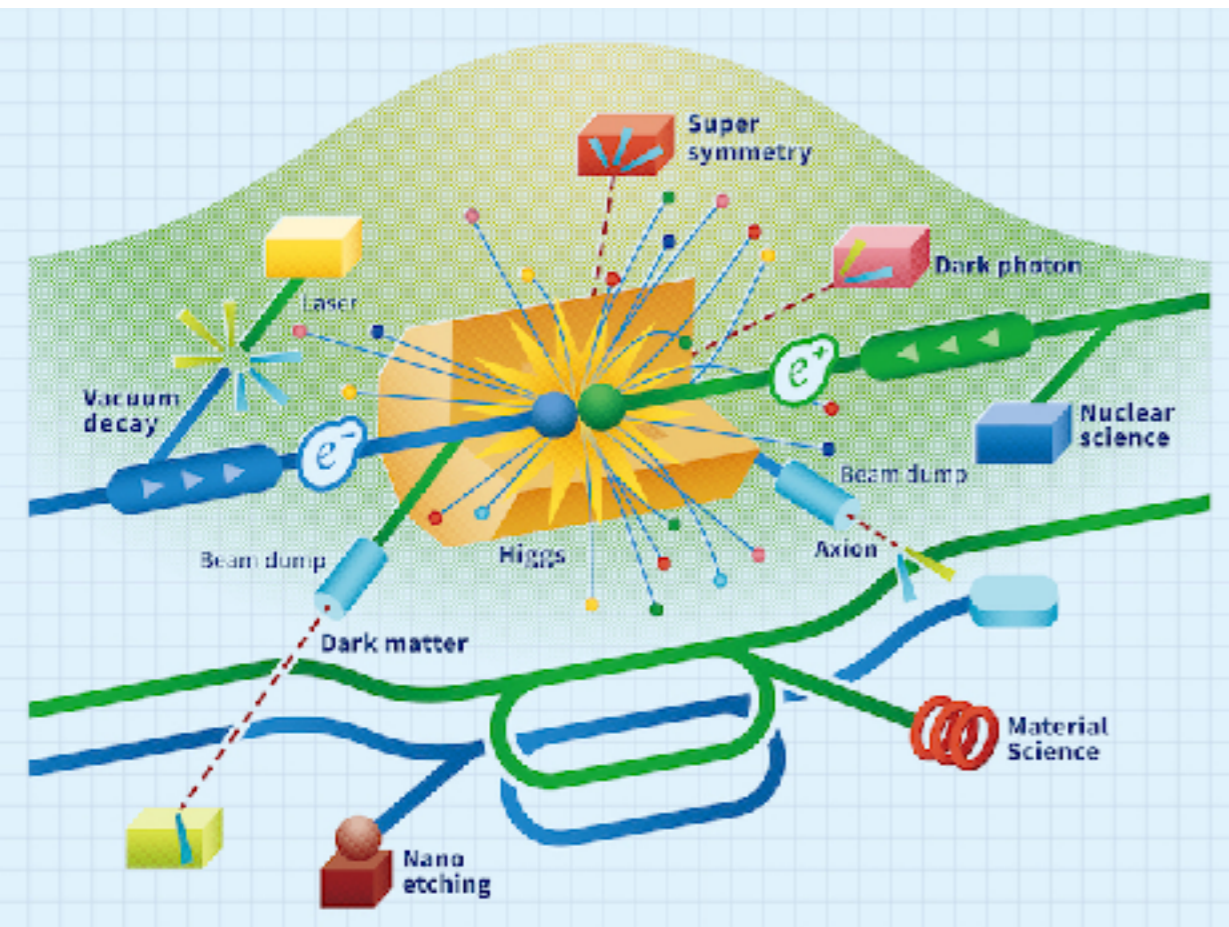 Super
symmetry
Dark photon
Laser
Vacuum
decay
e⁺
e⁻
Nuclear
science
Beam dump
Higgs
Axion
Beam dump
Dark matter
Material
Science
Nano
etching